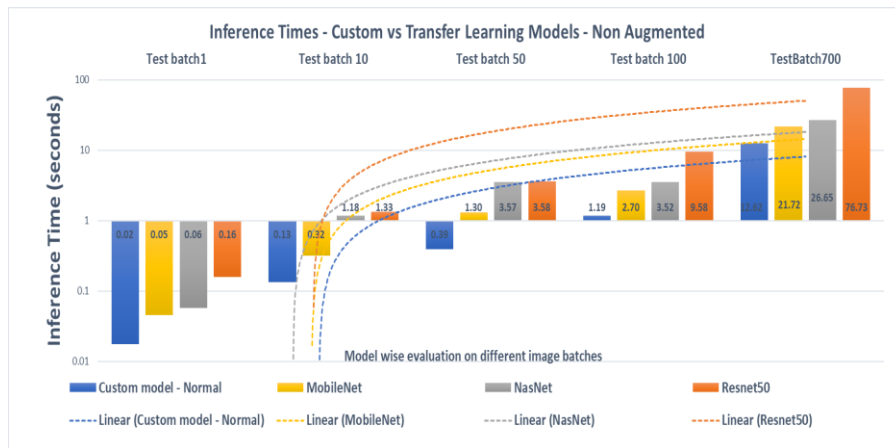 Inference Times - Custom vs Transfer Learning Models - Non Augmented
Test batch1 Test batch 10 Test batch 50 Test batch 100 TestBatch700
Inference Time (seconds)
100
10
1
0.1
0.01
0.02 0.05 0.06 0.16
0.13 0.32 1.18 1.33
0.39 1.30 3.57 3.58
1.19 2.70 3.52 9.58
12.62 21.72 26.65 76.73
Model wise evaluation on different image batches
Custom model - Normal MobileNet NasNet Resnet50
Linear (Custom model - Normal) Linear (MobileNet) Linear (NasNet) Linear (Resnet50)